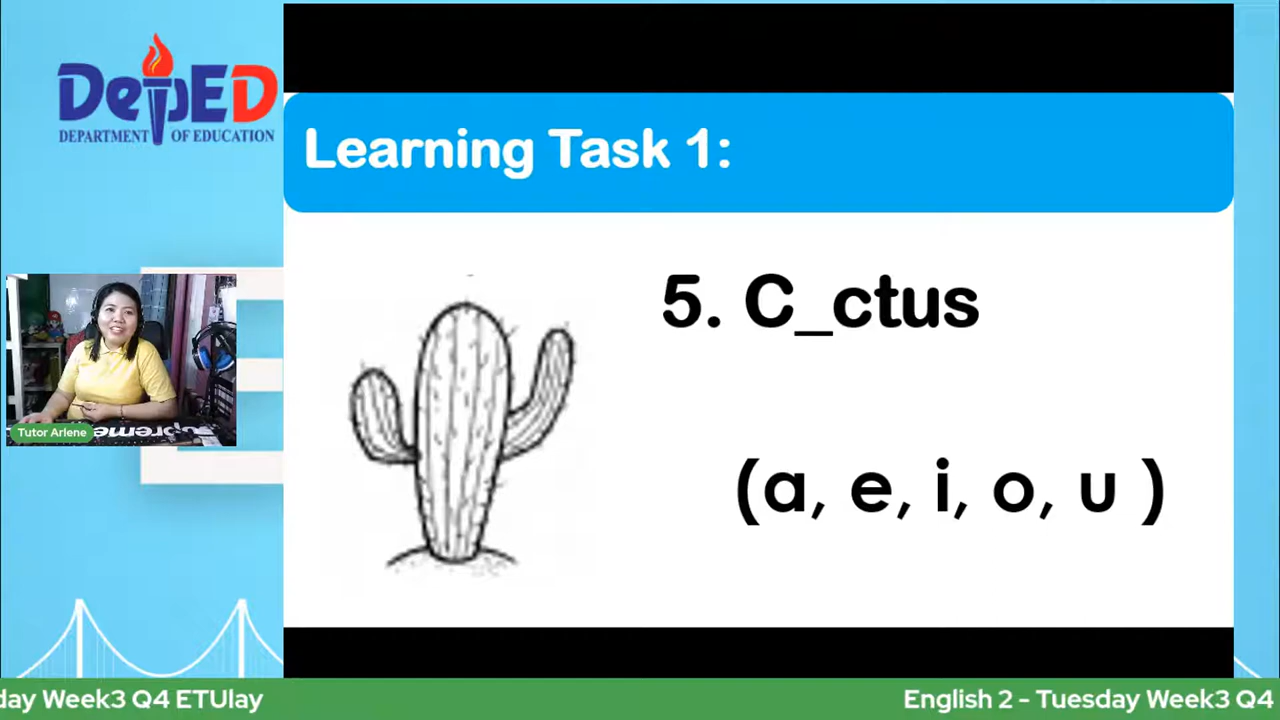 DepED
DEPARTMENT OF EDUCATION
Learning Task 1:
5. C_ctus
(a, e, i, o, u )
Tutor Arlene
supreme
day Week3 Q4 ETUlay
English 2 - Tuesday Week3 Q4